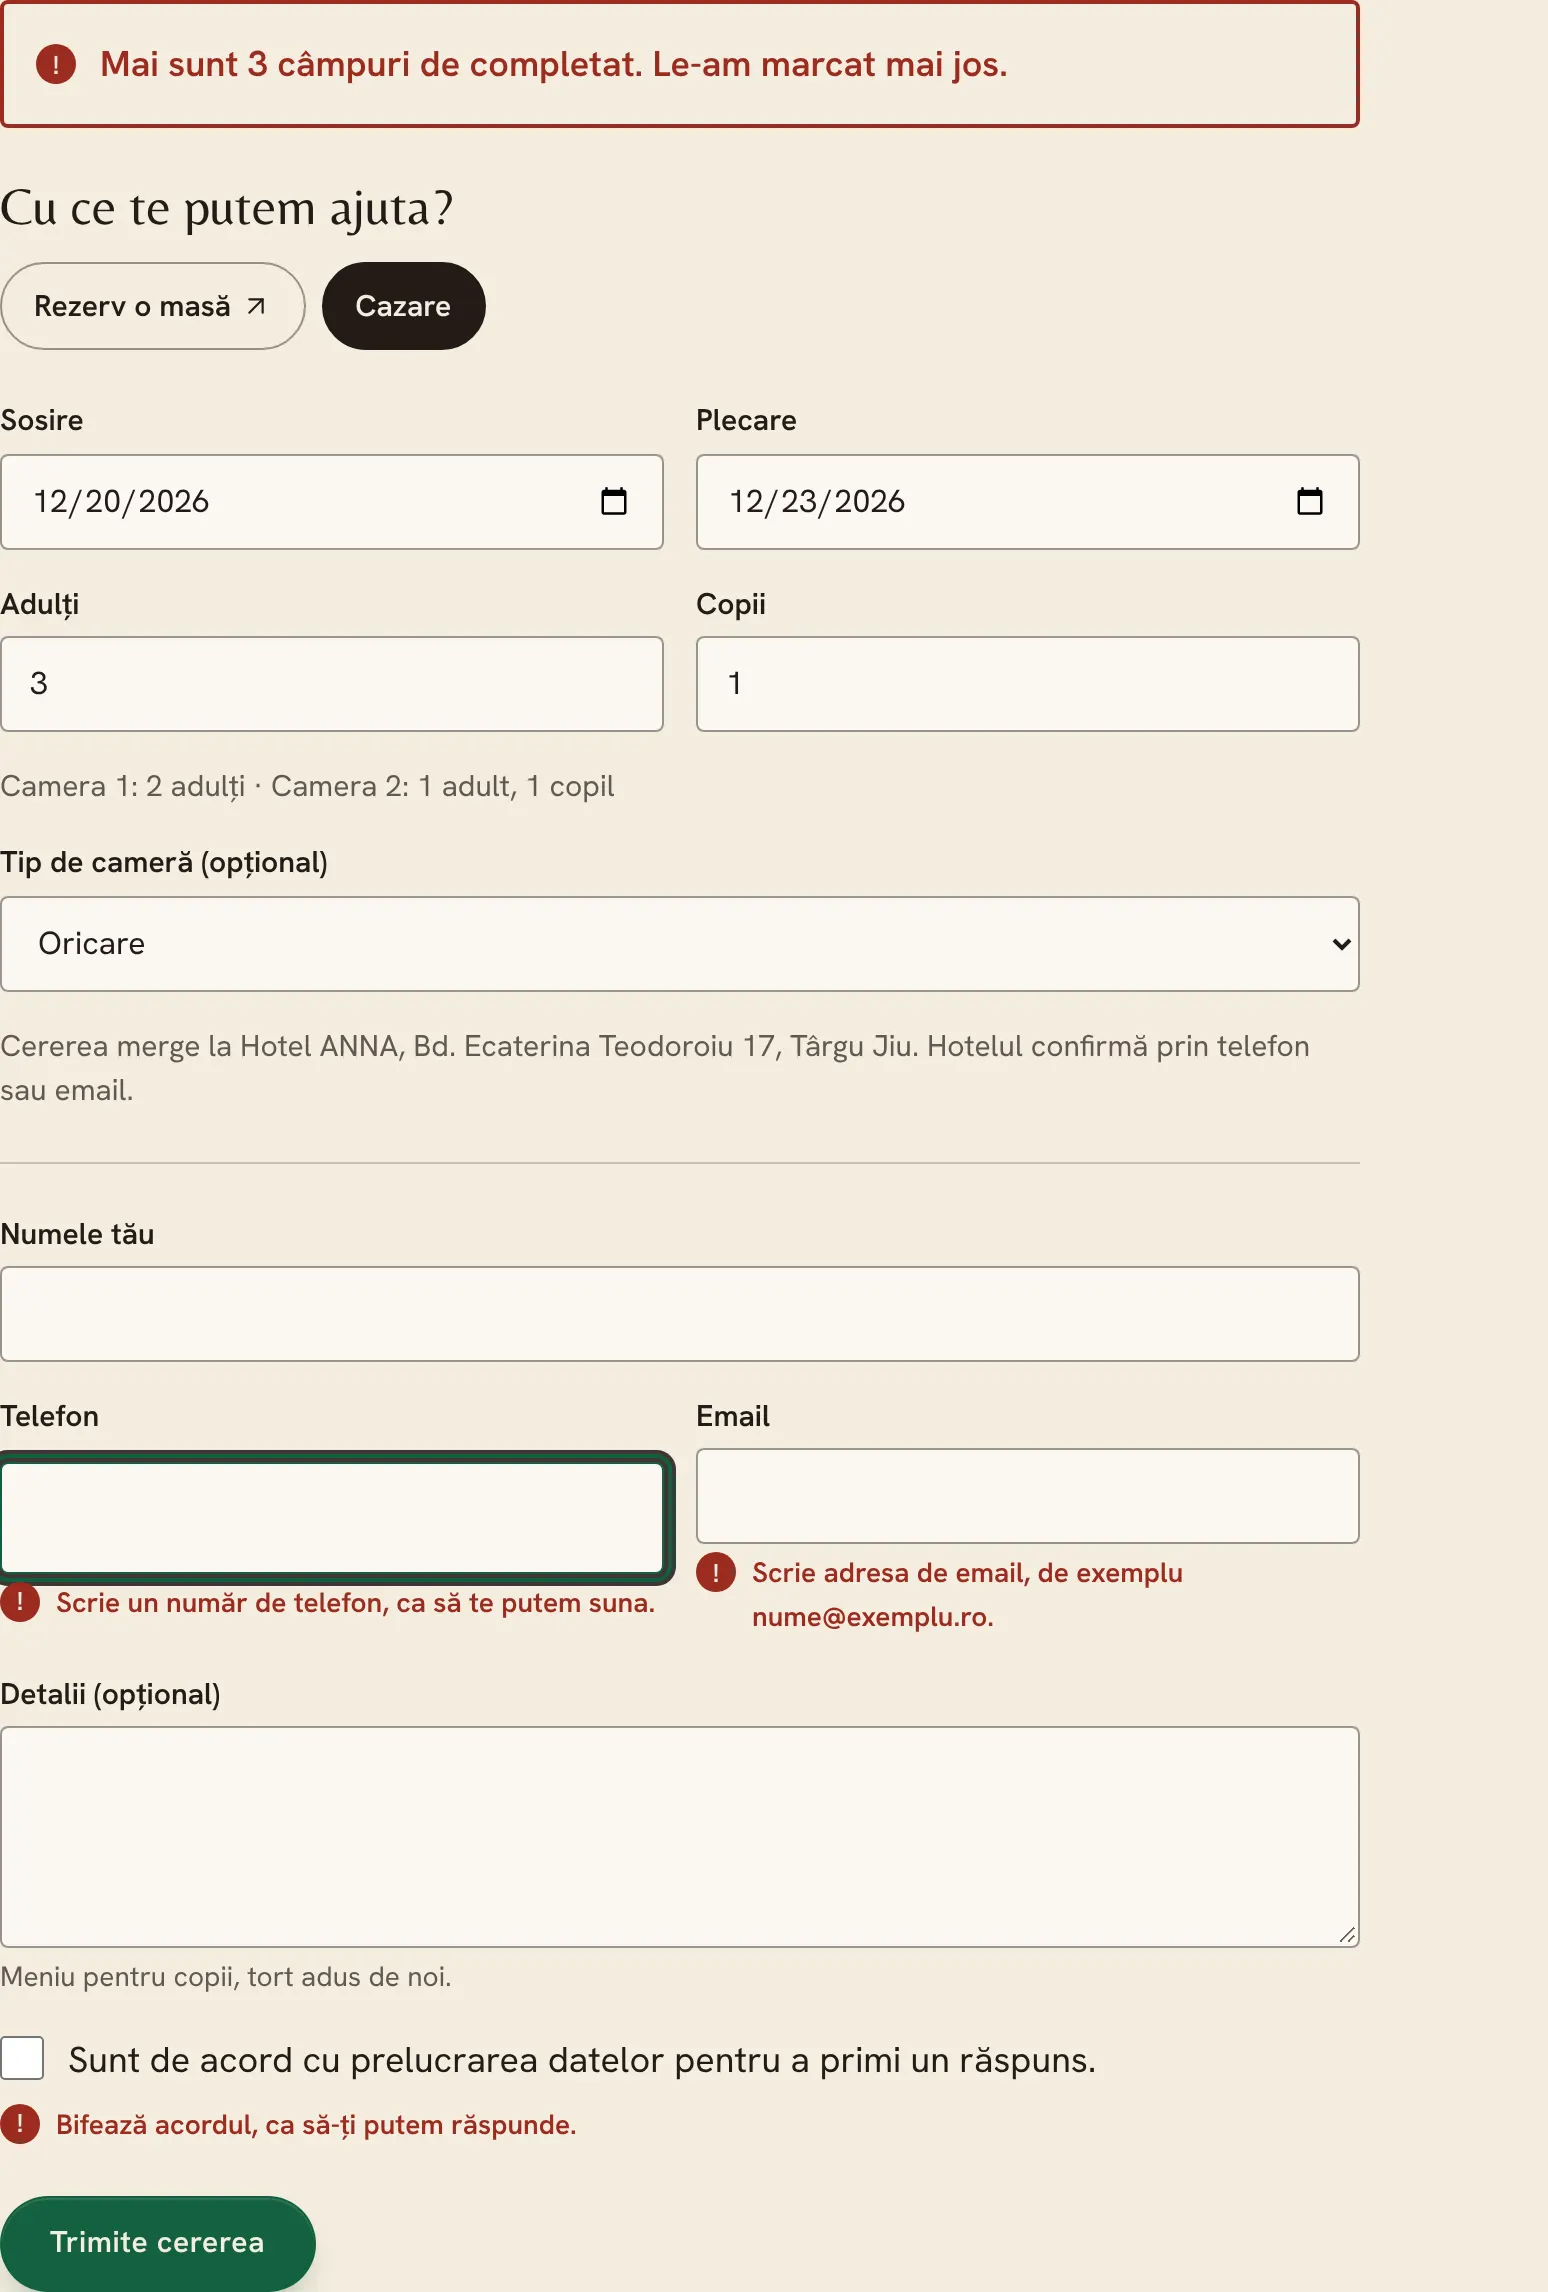 Mai sunt 3 câmpuri de completat. Le-am marcat mai jos.
Cu ce te putem ajuta?
Rezerv o masă ↗
Cazare
Sosire
Plecare
12/20/2026
12/23/2026
Adulți
Copii
3
1
Camera 1: 2 adulți · Camera 2: 1 adult, 1 copil
Tip de cameră (opțional)
Oricare
Cererea merge la Hotel ANNA, Bd. Ecaterina Teodoroiu 17, Târgu Jiu. Hotelul confirmă prin telefon
sau email.
Numele tău
Telefon
Email
Scrie un număr de telefon, ca să te putem suna.
Scrie adresa de email, de exemplu
nume@exemplu.ro.
Detalii (opțional)
Meniu pentru copii, tort adus de noi.
Sunt de acord cu prelucrarea datelor pentru a primi un răspuns.
Bifează acordul, ca să-ți putem răspunde.
Trimite cererea